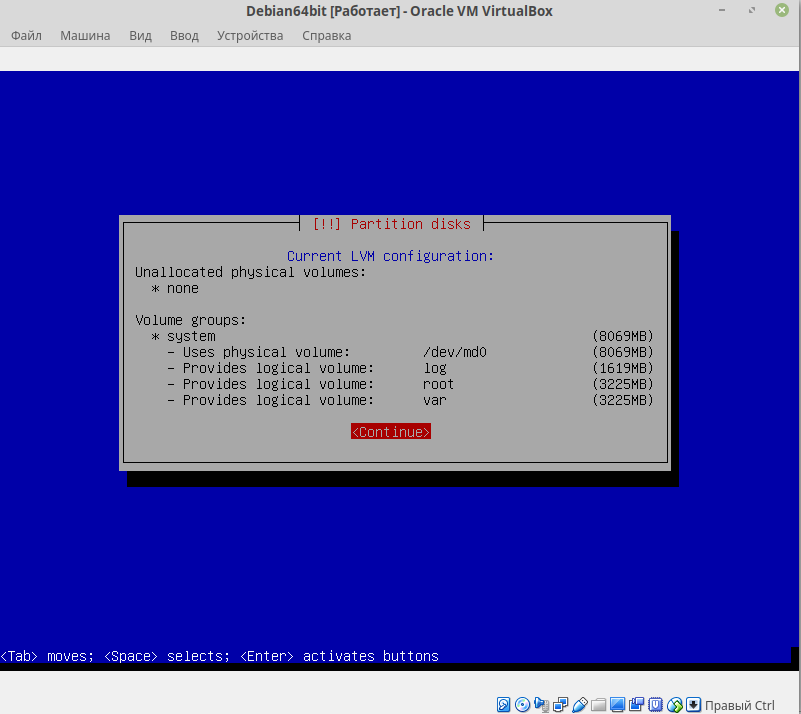 Debian64bit [Работает] - Oracle VM VirtualBox
Файл Машина Вид Ввод Устройства Справка
[!!] Partition disks
Current LVM configuration:
Unallocated physical volumes:
* none
Volume groups:
* system (8069MB)
- Uses physical volume: /dev/md0 (8069MB)
- Provides logical volume: log (1619MB)
- Provides logical volume: root (3225MB)
- Provides logical volume: var (3225MB)
<Continue>
<Tab> moves; <Space> selects; <Enter> activates buttons
Правый Ctrl